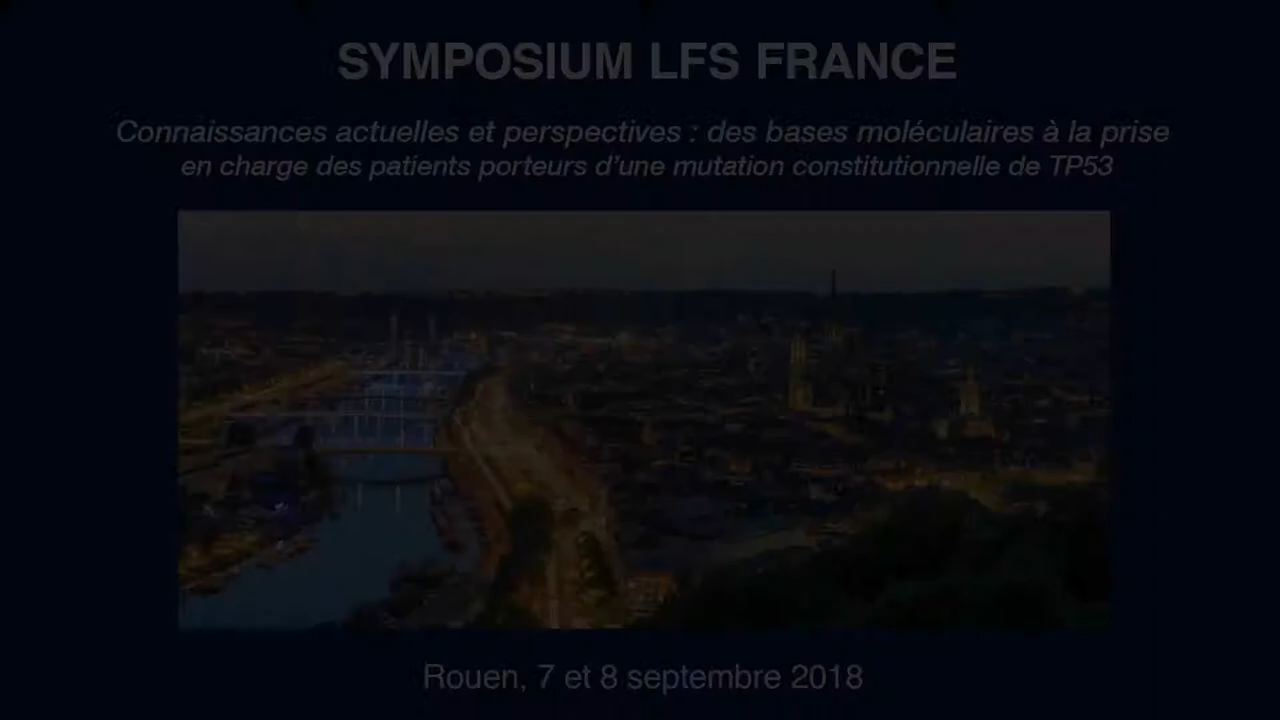 SYMPOSIUM LFS FRANCE
Connaissances actuelles et perspectives : des bases moléculaires à la prise
en charge des patients porteurs d’une mutation constitutionnelle de TP53
Rouen, 7 et 8 septembre 2018